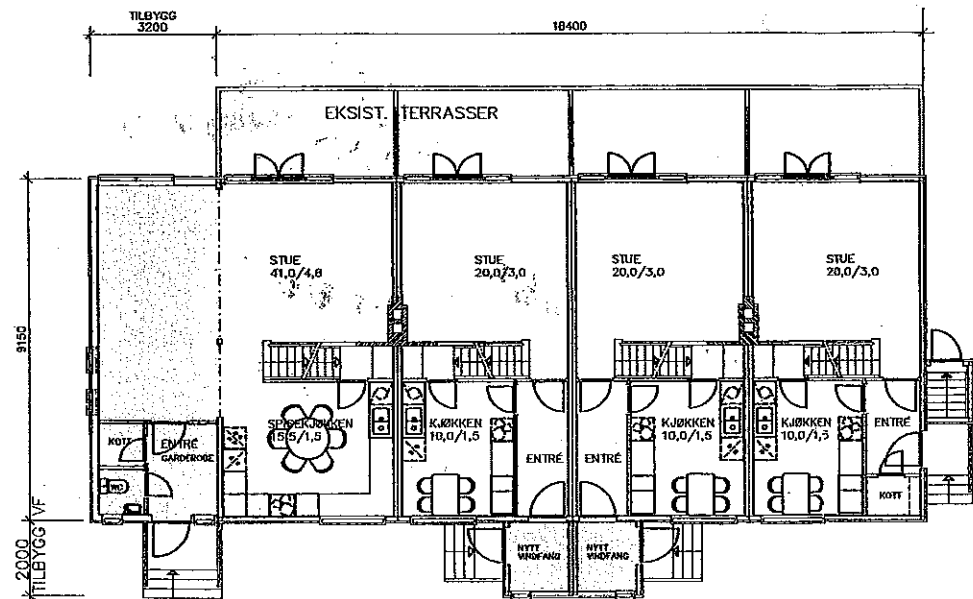 TILBYGG
3200
18400
EKSIST. TERRASSER
9150
STUE
41,0/4,8
STUE
20,0/3,0
STUE
20,0/3,0
STUE
20,0/3,0
KOTT
ENTRÉ
GARDEROBE
WC
SPISEKJØKKEN
15,5/1,5
KJØKKEN
10,0/1,5
ENTRÉ
ENTRÉ
KJØKKEN
10,0/1,5
KJØKKEN
10,0/1,5
ENTRÉ
KOTT
2000
TILBYGG VF
NYTT
VINDFANG
NYTT
VINDFANG